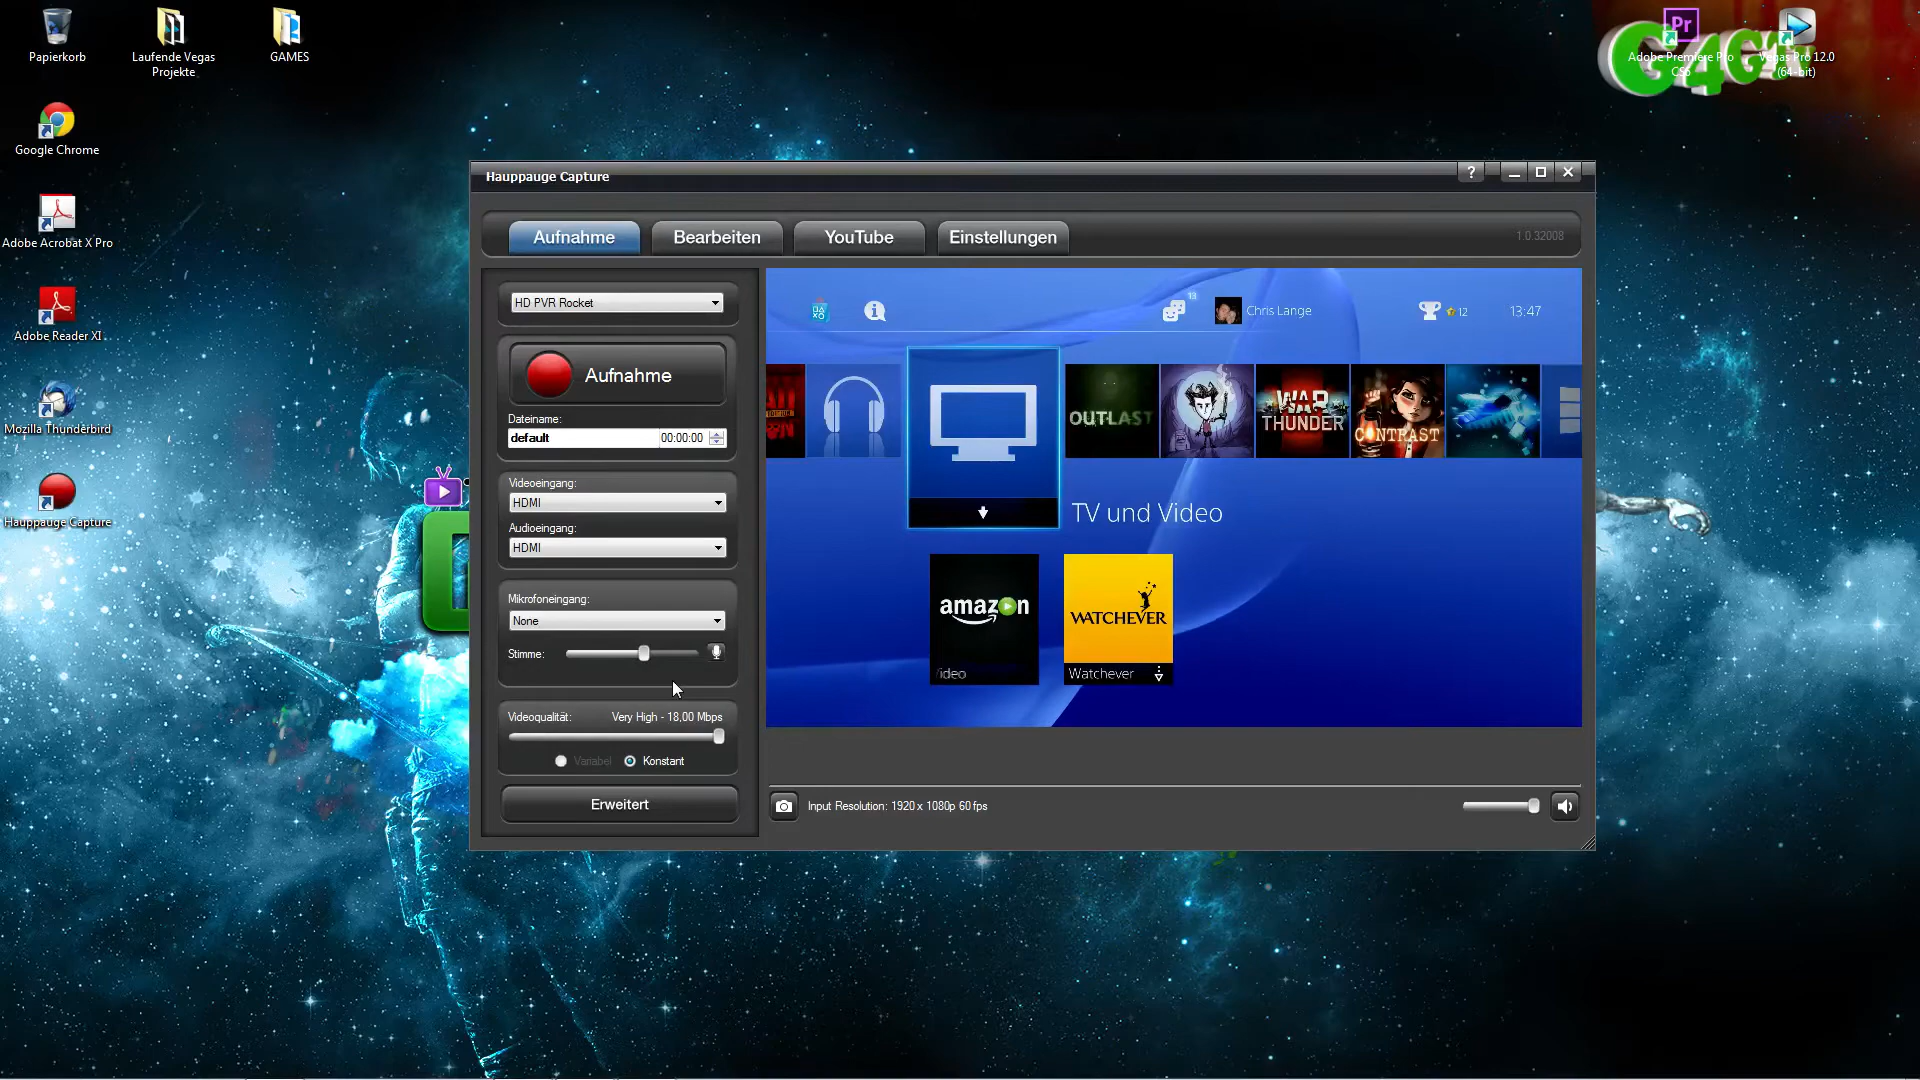 Papierkorb
Laufende Vegas
Projekte
GAMES
Google Chrome
Adobe Acrobat X Pro
Adobe Reader XI
Mozilla Thunderbird
Hauppauge Capture
Pr
Adobe Premiere Pro
CS6
Vegas Pro 12.0
(64-bit)
Hauppauge Capture
?
Aufnahme
Bearbeiten
YouTube
Einstellungen
1.0.32008
HD PVR Rocket
Aufnahme
Dateiname:
default
00:00:00
Videoeingang:
HDMI
Audioeingang:
HDMI
Mikrofoneingang:
None
Stimme:
Videoqualität:
Very High - 18,00 Mbps
Variabel
Konstant
Erweitert
13
Chris Lange
12
13:47
OUTLAST
WAR
THUNDER
CONTRAST
TV und Video
amazon
WATCHEVER
Watchever
Input Resolution: 1920 x 1080p 60 fps